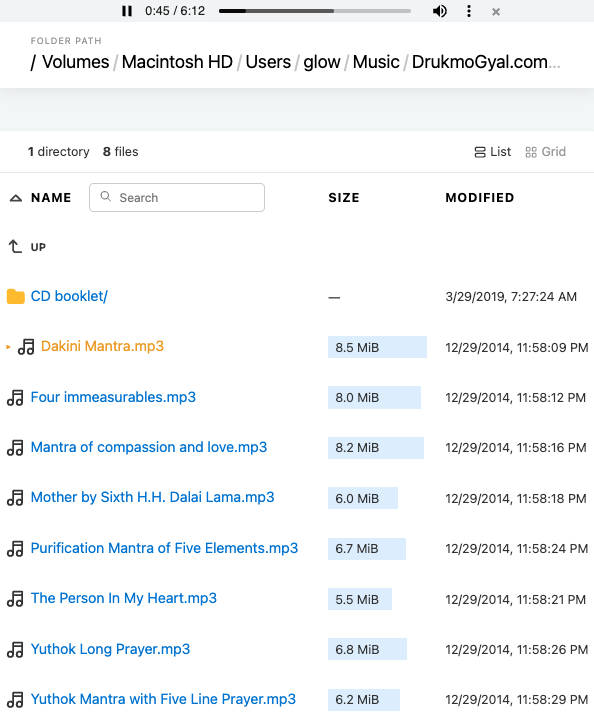 0:45 / 6:12
FOLDER PATH
/ Volumes / Macintosh HD / Users / glow / Music / DrukmoGyal.com...
1 directory 8 files List Grid
NAME Search SIZE MODIFIED
UP
CD booklet/ — 3/29/2019, 7:27:24 AM
Dakini Mantra.mp3 8.5 MiB 12/29/2014, 11:58:09 PM
Four immeasurables.mp3 8.0 MiB 12/29/2014, 11:58:12 PM
Mantra of compassion and love.mp3 8.2 MiB 12/29/2014, 11:58:16 PM
Mother by Sixth H.H. Dalai Lama.mp3 6.0 MiB 12/29/2014, 11:58:18 PM
Purification Mantra of Five Elements.mp3 6.7 MiB 12/29/2014, 11:58:24 PM
The Person In My Heart.mp3 5.5 MiB 12/29/2014, 11:58:21 PM
Yuthok Long Prayer.mp3 6.8 MiB 12/29/2014, 11:58:26 PM
Yuthok Mantra with Five Line Prayer.mp3 6.2 MiB 12/29/2014, 11:58:29 PM